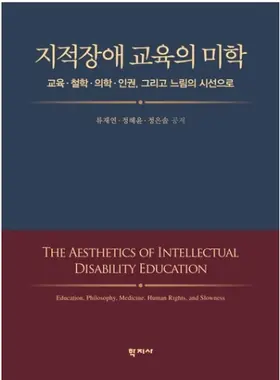 지적장애 교육의 미학
교육·철학·의학·인권, 그리고 느림의 시선으로
류재연·정혜윤·정은솔 공저
THE AESTHETICS OF INTELLECTUAL
DISABILITY EDUCATION
Education, Philosophy, Medicine, Human Rights, and Slowness
학지사